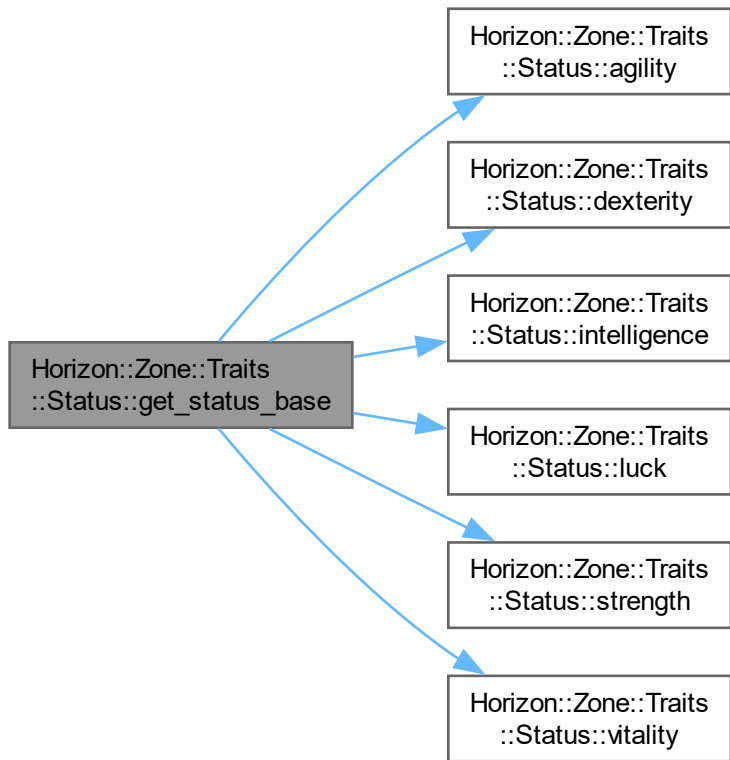 Horizon::Zone::Traits
::Status::get_status_base
Horizon::Zone::Traits
::Status::agility
Horizon::Zone::Traits
::Status::dexterity
Horizon::Zone::Traits
::Status::intelligence
Horizon::Zone::Traits
::Status::luck
Horizon::Zone::Traits
::Status::strength
Horizon::Zone::Traits
::Status::vitality